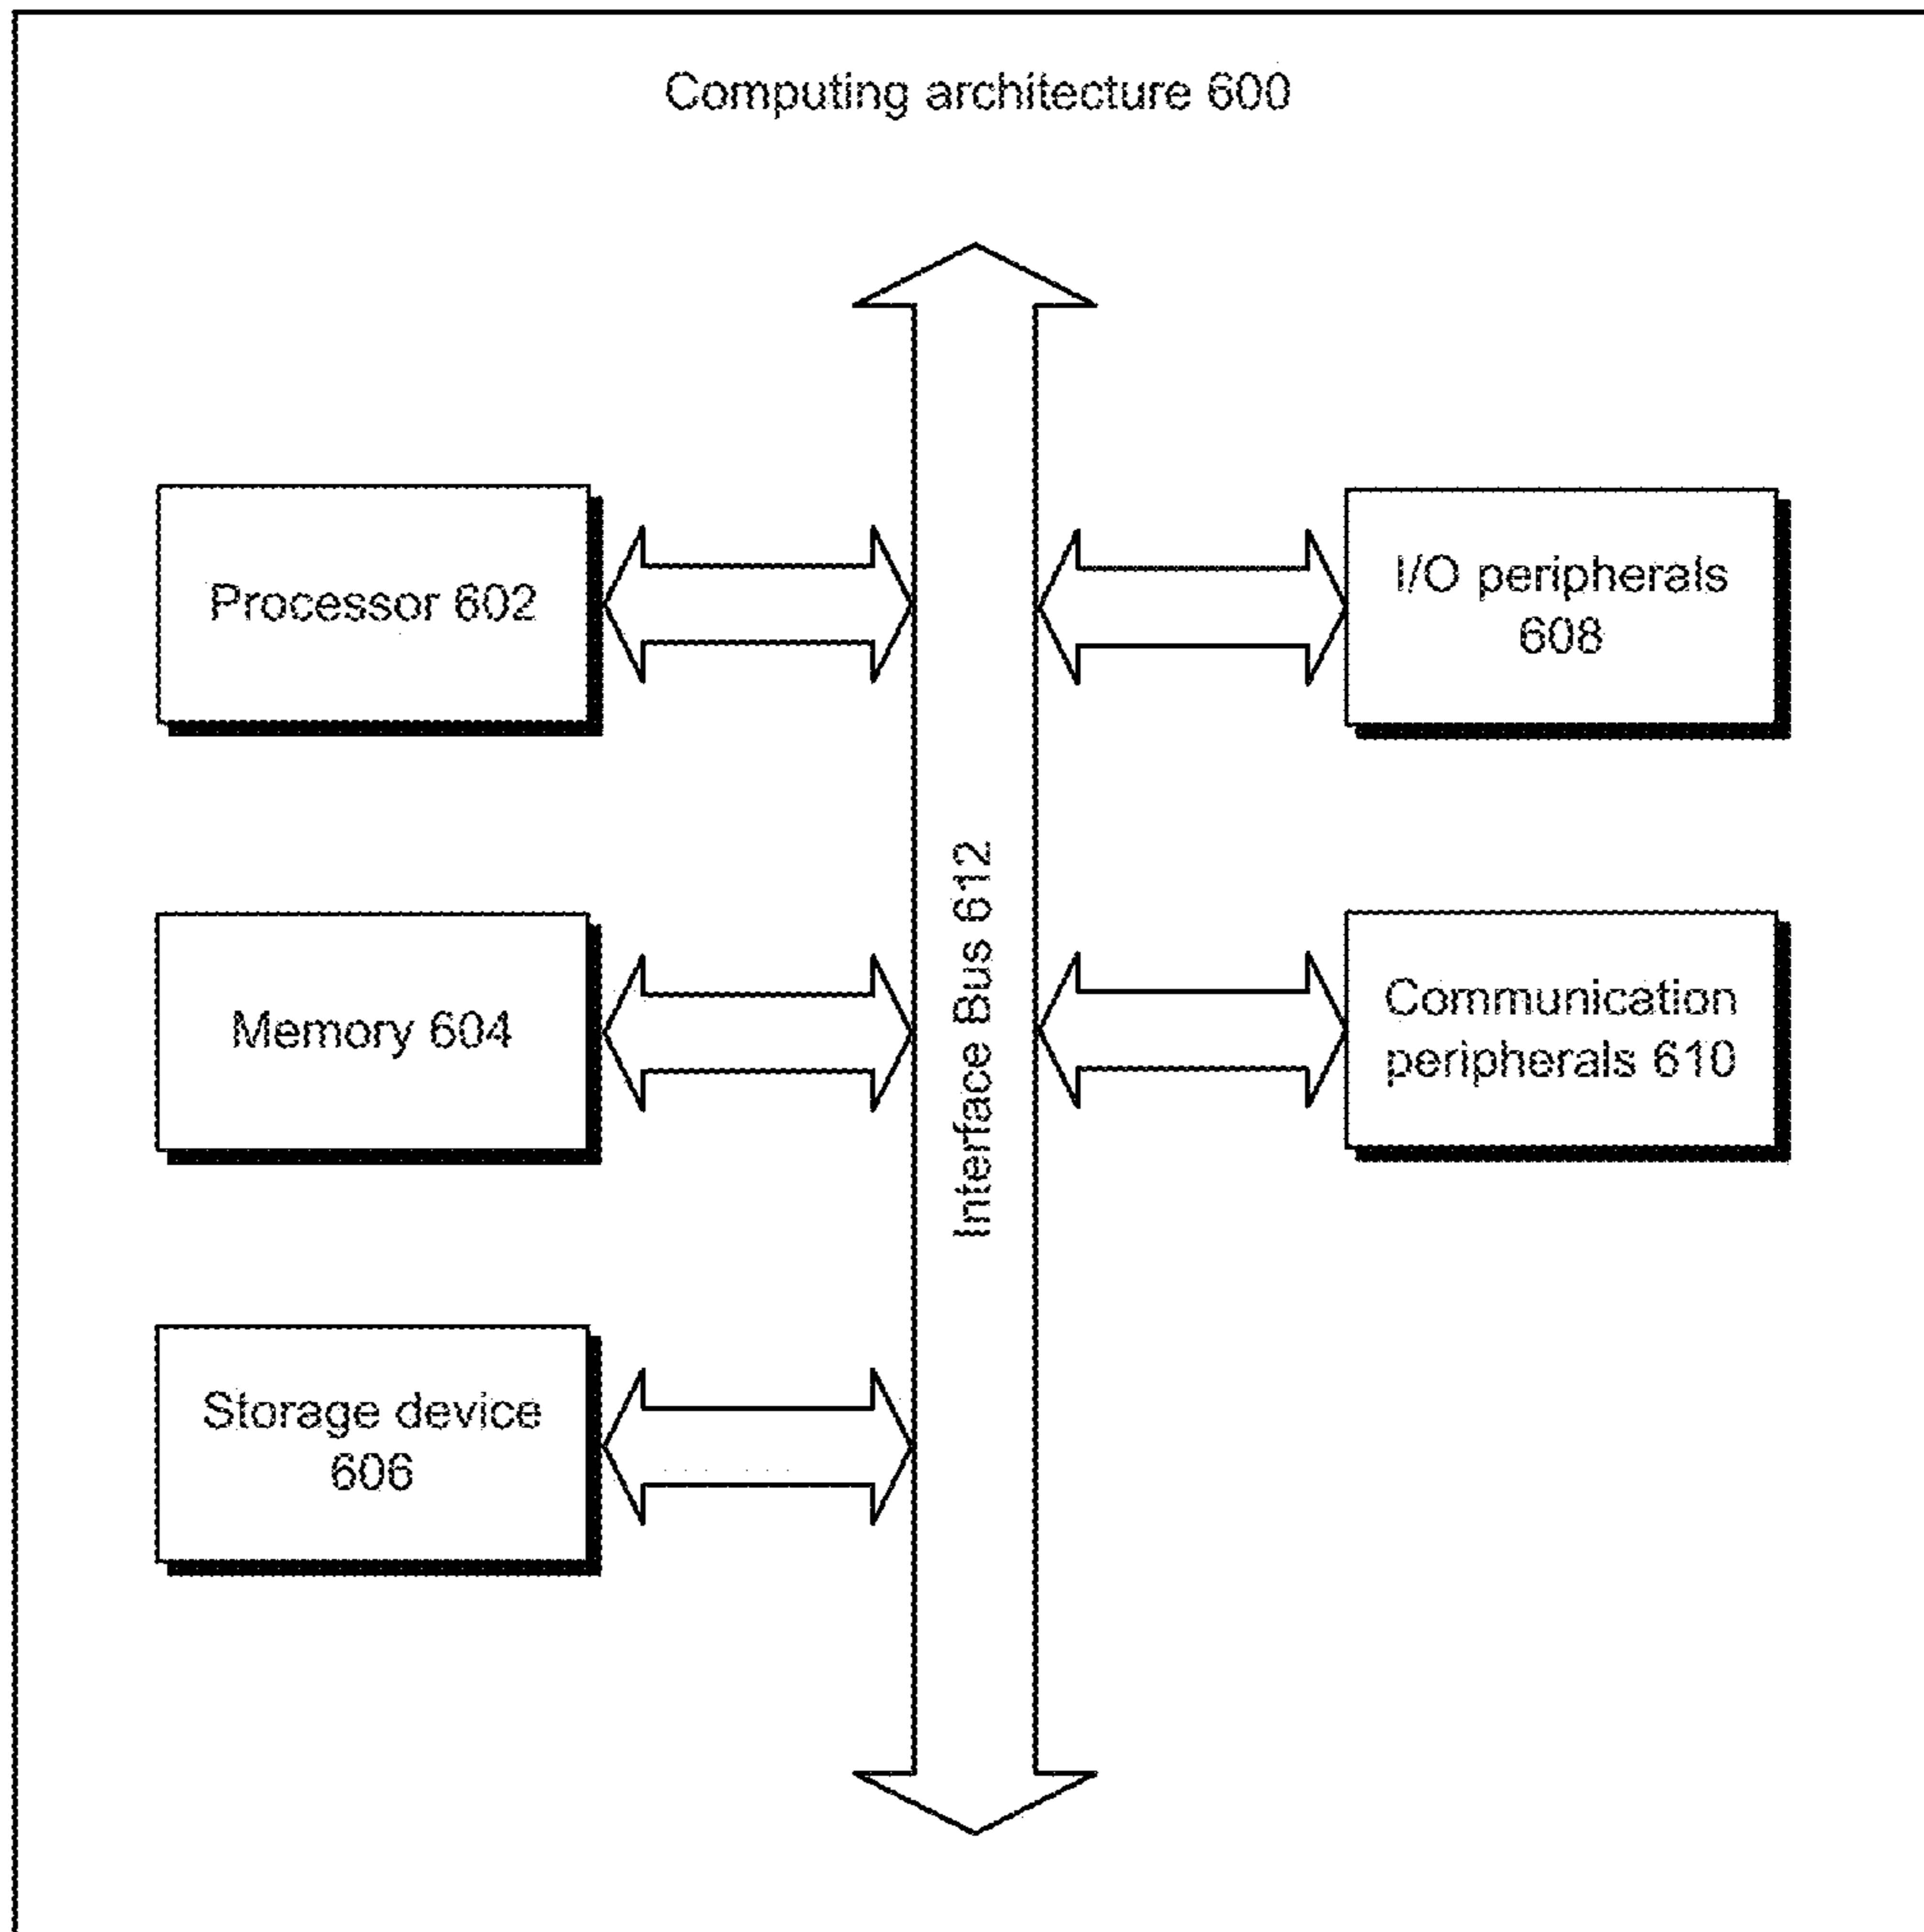 Computing architecture 600
Processor 602
I/O peripherals
608
Interface Bus 612
Memory 604
Communication
peripherals 610
Storage device
606